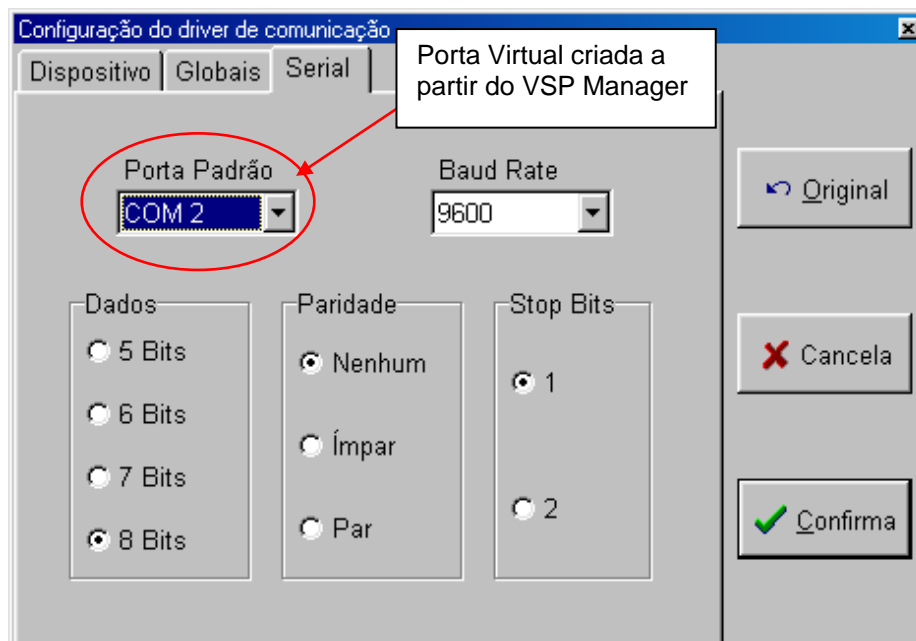 Configuração do driver de comunicação
Porta Virtual criada a
partir do VSP Manager
Dispositivo
Globais
Serial
Porta Padrão
COM 2
Baud Rate
9600
Dados
5 Bits
6 Bits
7 Bits
8 Bits
Paridade
Nenhum
Ímpar
Par
Stop Bits
1
2
Original
Cancela
Confirma